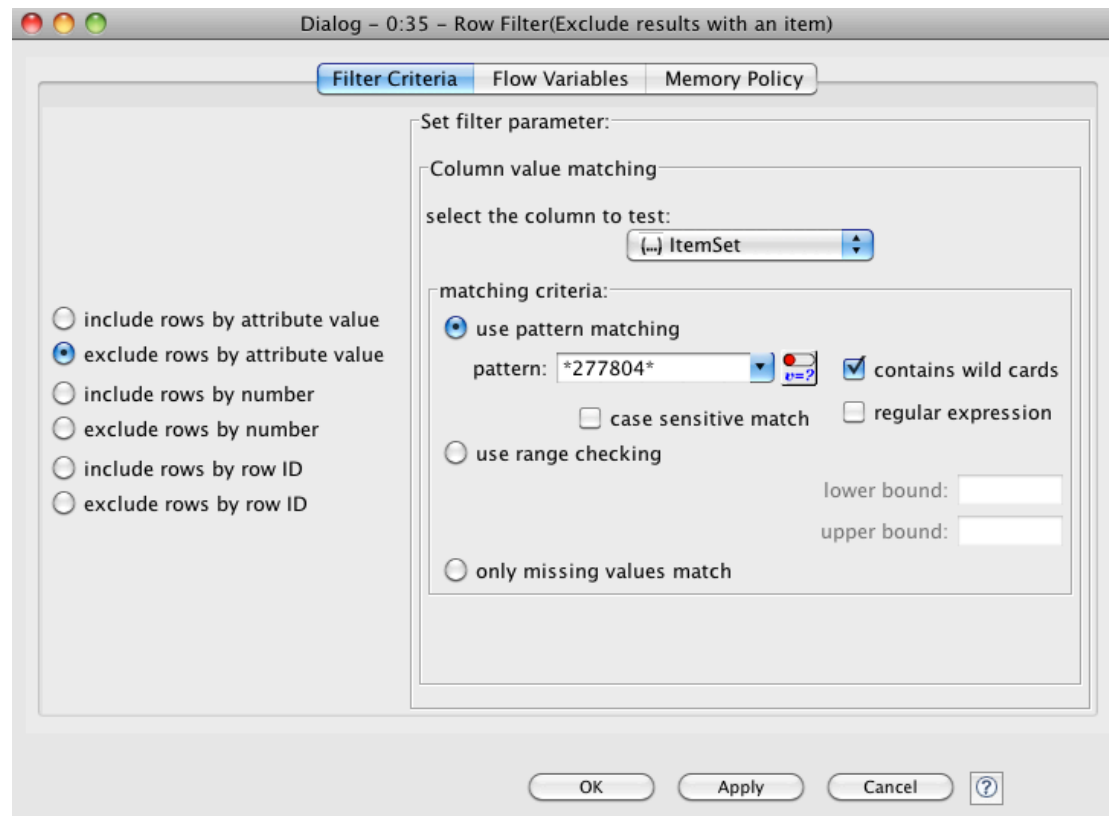 Dialog – 0:35 – Row Filter(Exclude results with an item)
Filter Criteria Flow Variables Memory Policy
include rows by attribute value
exclude rows by attribute value
include rows by number
exclude rows by number
include rows by row ID
exclude rows by row ID
Set filter parameter:
Column value matching
select the column to test:
(...) ItemSet
matching criteria:
use pattern matching
pattern: *277804* v=? contains wild cards
case sensitive match regular expression
use range checking
lower bound:
upper bound:
only missing values match
OK Apply Cancel ?